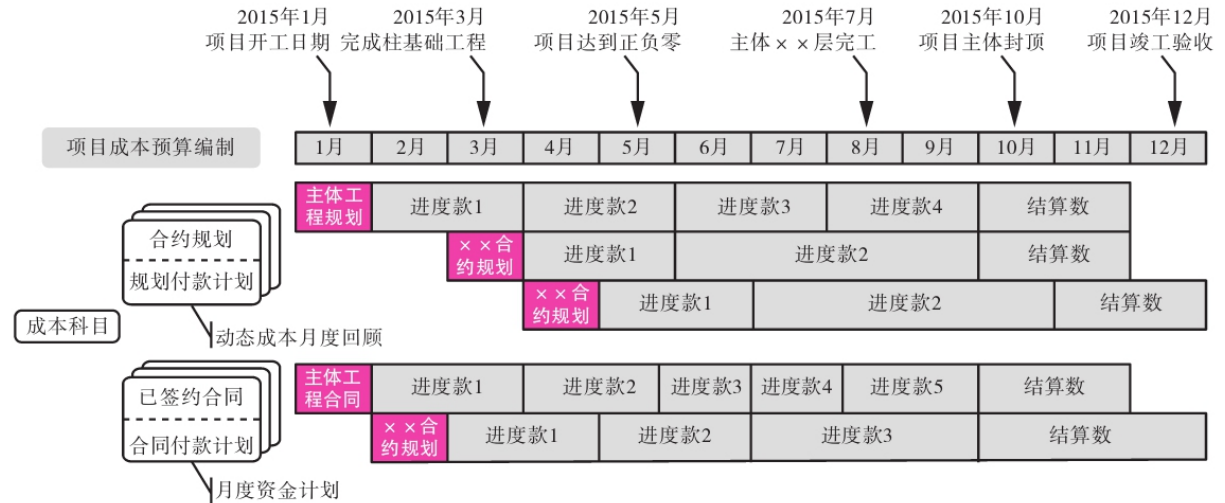 2015年1月 2015年3月 2015年5月 2015年7月 2015年10月 2015年12月
项目开工日期 完成柱基础工程 项目达到正负零 主体××层完工 项目主体封顶 项目竣工验收
项目成本预算编制 1月 2月 3月 4月 5月 6月 7月 8月 9月 10月 11月 12月
主体工
程规划 进度款1 进度款2 进度款3 进度款4 结算数
合约规划
规划付款计划
××合
约规划 进度款1 进度款2 结算数
××合
约规划 进度款1 进度款2 结算数
成本科目
动态成本月度回顾
主体工
程合同 进度款1 进度款2 进度款3 进度款4 进度款5 结算数
已签约合同
合同付款计划
××合
约规划 进度款1 进度款2 进度款3 结算数
月度资金计划